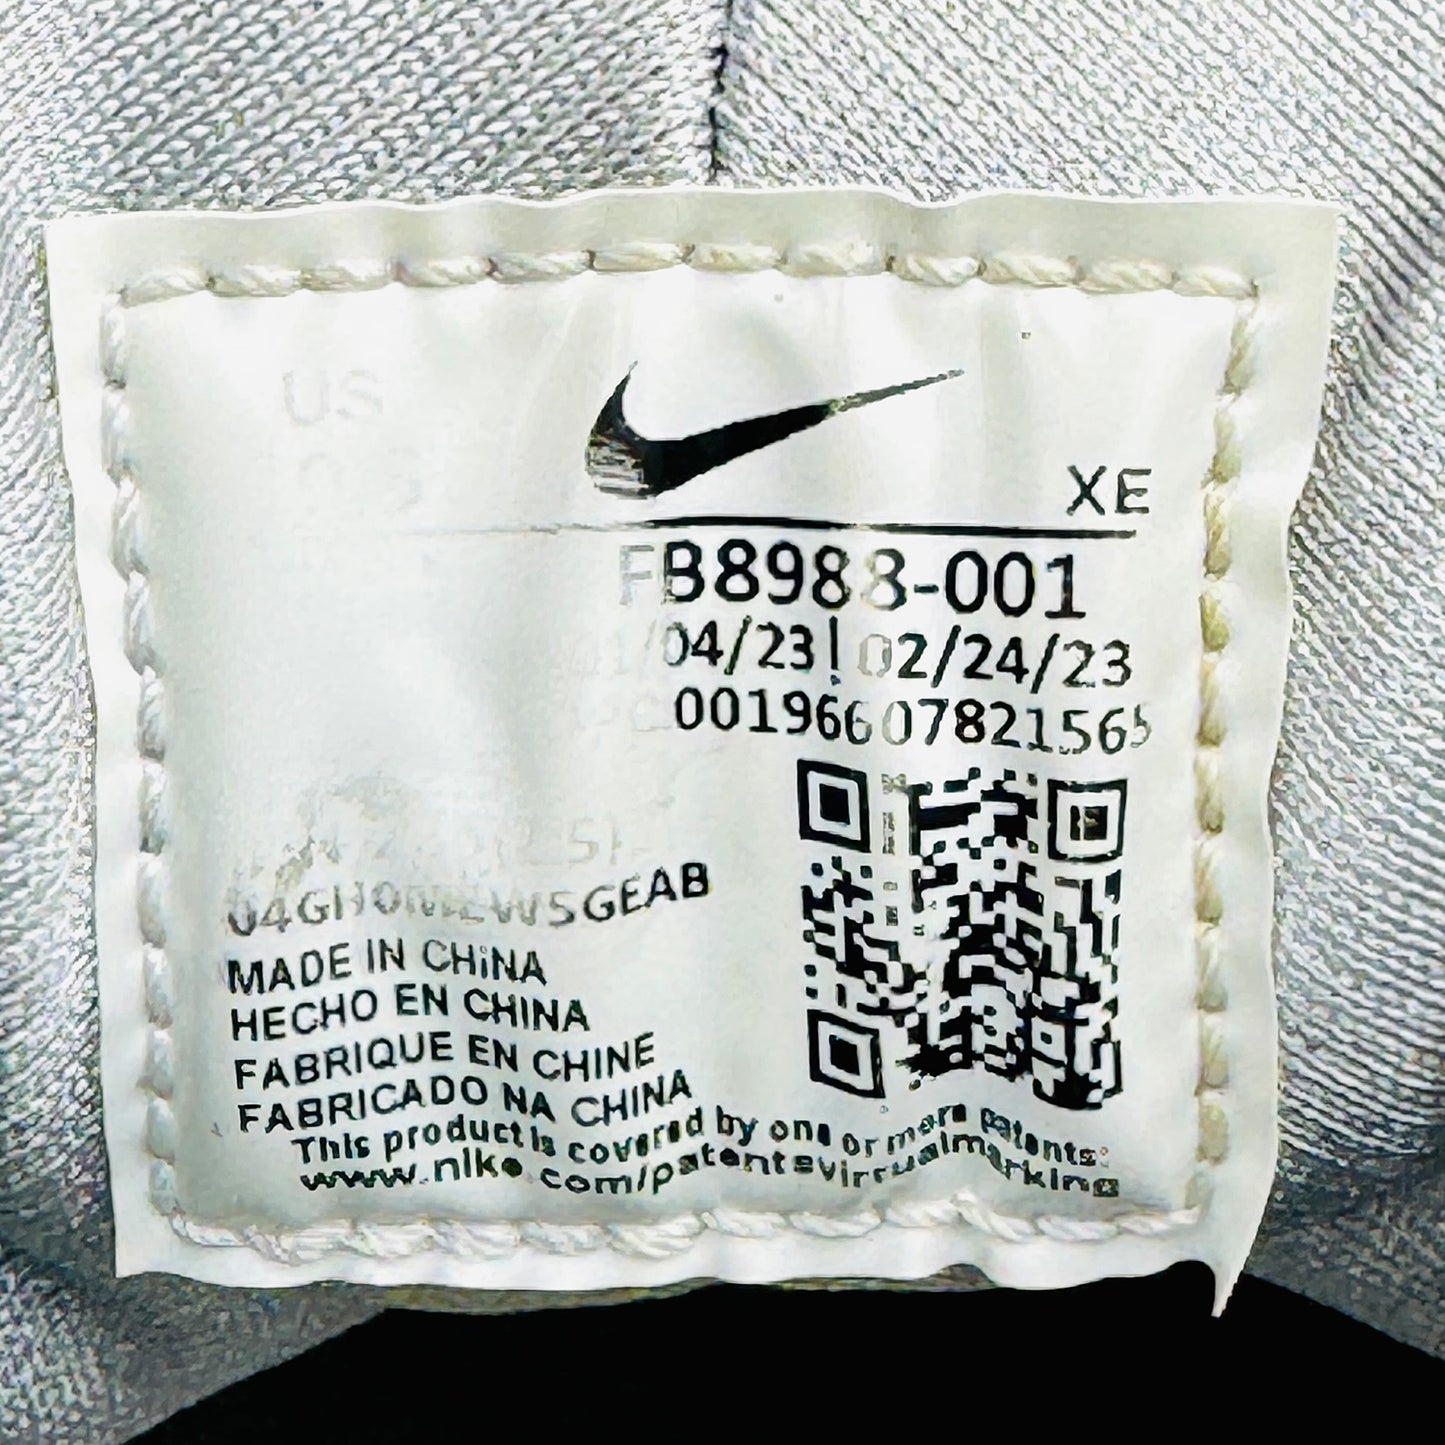 US
XE
FB8988-001
/04/23 | 02/24/23
00196607821565
MADE IN CHINA
HECHO EN CHINA
FABRIQUE EN CHINE
FABRICADO NA CHINA
This product is covered by one or more patents:
www.nike.com/patentsvirtualmarking